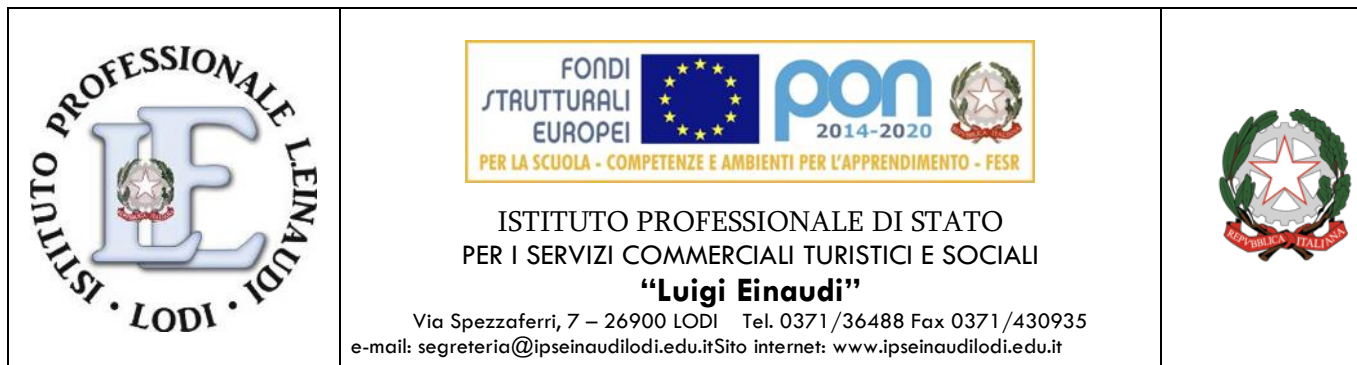 ISTITUTO PROFESSIONALE L.EINAUDI · LODI ·
LE
FONDI
STRUTTURALI
EUROPEI
pon
2014-2020
PER LA SCUOLA - COMPETENZE E AMBIENTI PER L'APPRENDIMENTO - FESR
ISTITUTO PROFESSIONALE DI STATO
PER I SERVIZI COMMERCIALI TURISTICI E SOCIALI
“Luigi Einaudi”
Via Spezzaferri, 7 – 26900 LODI Tel. 0371/36488 Fax 0371/430935
e-mail: segreteria@ipseinaudilodi.edu.itSito internet: www.ipseinaudilodi.edu.it
REPVBBLICA ITALIANA